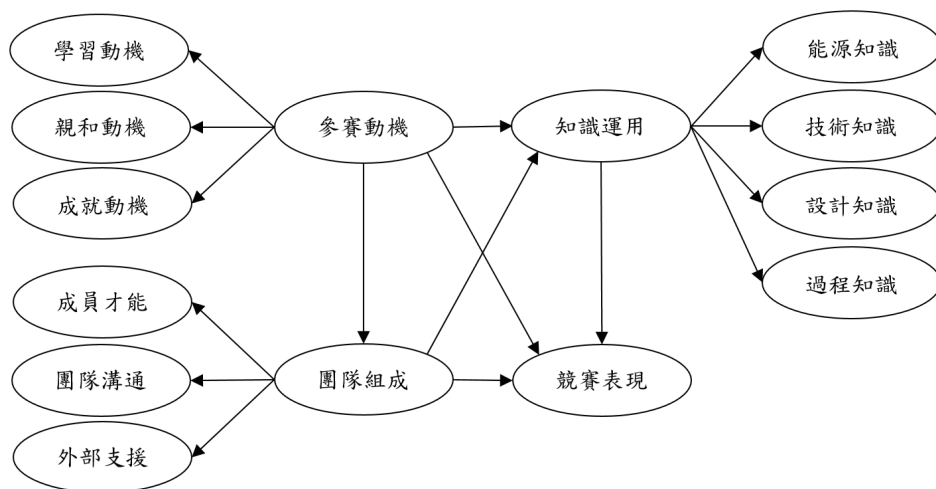 學習動機
親和動機
成就動機
參賽動機
知識運用
能源知識
技術知識
設計知識
過程知識
成員才能
團隊溝通
外部支援
團隊組成
競賽表現